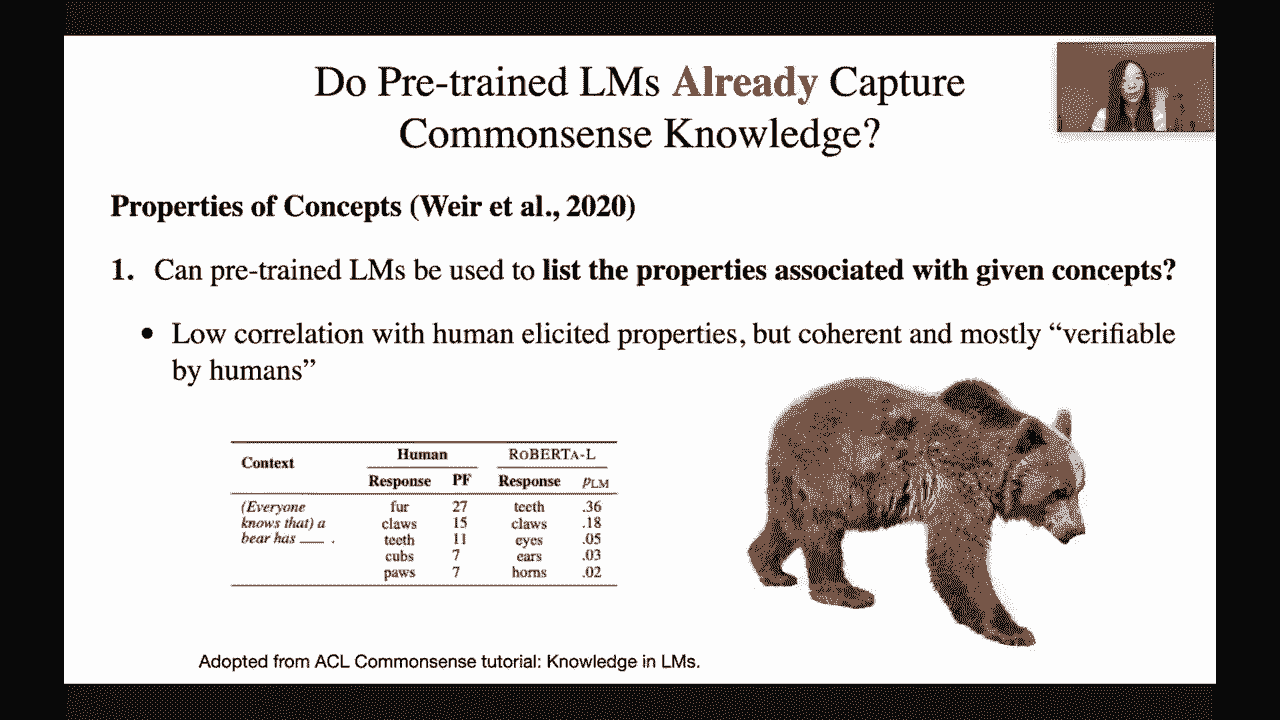 Do Pre-trained LMs Already Capture
Commonsense Knowledge?
Properties of Concepts (Weir et al., 2020)
1. Can pre-trained LMs be used to list the properties associated with given concepts?
• Low correlation with human elicited properties, but coherent and mostly “verifiable
by humans”
Context Human ROBERTA-L
Response PF Response pLM
(Everyone fur 27 teeth .36
knows that) a claws 15 claws .18
bear has ___ . teeth 11 eyes .05
cubs 7 ears .03
paws 7 horns .02
Adopted from ACL Commonsense tutorial: Knowledge in LMs.